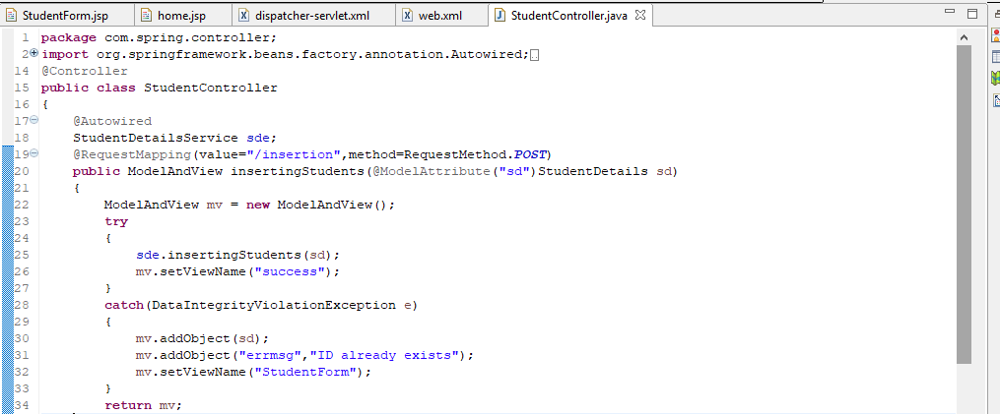 StudentForm.jsp home.jsp dispatcher-servlet.xml web.xml StudentController.java
1 package com.spring.controller;
2 import org.springframework.beans.factory.annotation.Autowired;
14 @Controller
15 public class StudentController
16 {
17 @Autowired
18 StudentDetailsService sde;
19 @RequestMapping(value="/insertion",method=RequestMethod.POST)
20 public ModelAndView insertingStudents(@ModelAttribute("sd")StudentDetails sd)
21 {
22 ModelAndView mv = new ModelAndView();
23 try
24 {
25 sde.insertingStudents(sd);
26 mv.setViewName("success");
27 }
28 catch(DataIntegrityViolationException e)
29 {
30 mv.addObject(sd);
31 mv.addObject("errmsg","ID already exists");
32 mv.setViewName("StudentForm");
33 }
34 return mv;